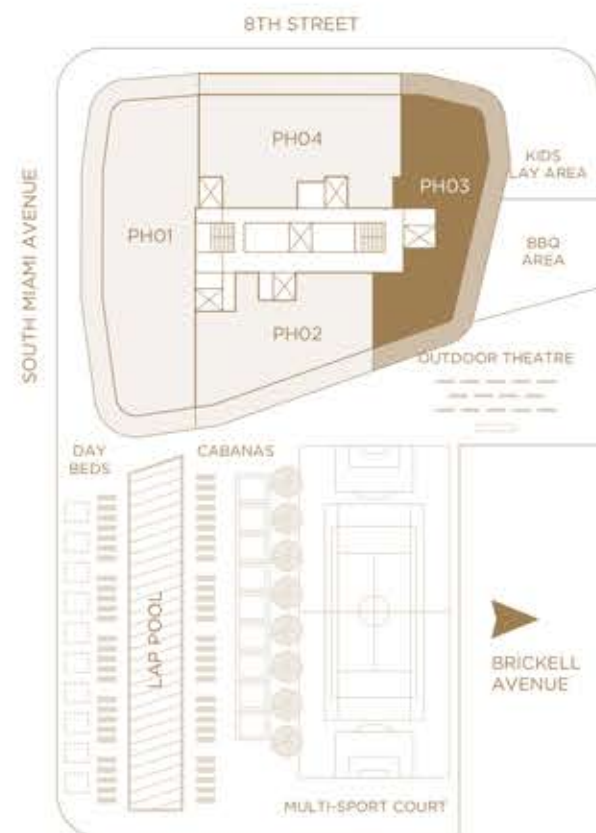 8TH STREET
SOUTH MIAMI AVENUE
PH04
PH03
KIDS
LAY AREA
PH01
BBQ
AREA
PH02
OUTDOOR THEATRE
DAY
BEDS
CABANAS
LAP POOL
BRICKELL
AVENUE
MULTI-SPORT COURT